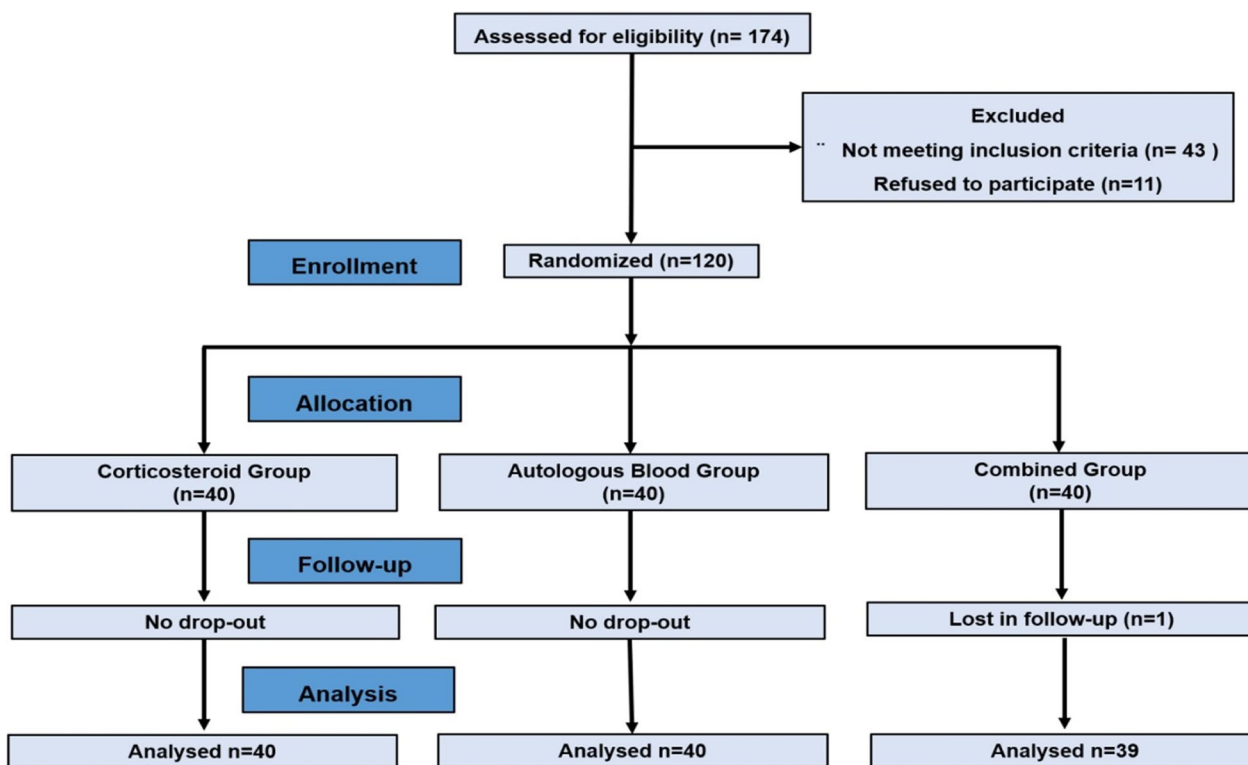 Assessed for eligibility (n= 174)
Excluded
¨ Not meeting inclusion criteria (n= 43 )
Refused to participate (n=11)
Enrollment
Randomized (n=120)
Allocation
Corticosteroid Group
(n=40)
Autologous Blood Group
(n=40)
Combined Group
(n=40)
Follow-up
No drop-out
No drop-out
Lost in follow-up (n=1)
Analysis
Analysed n=40
Analysed n=40
Analysed n=39